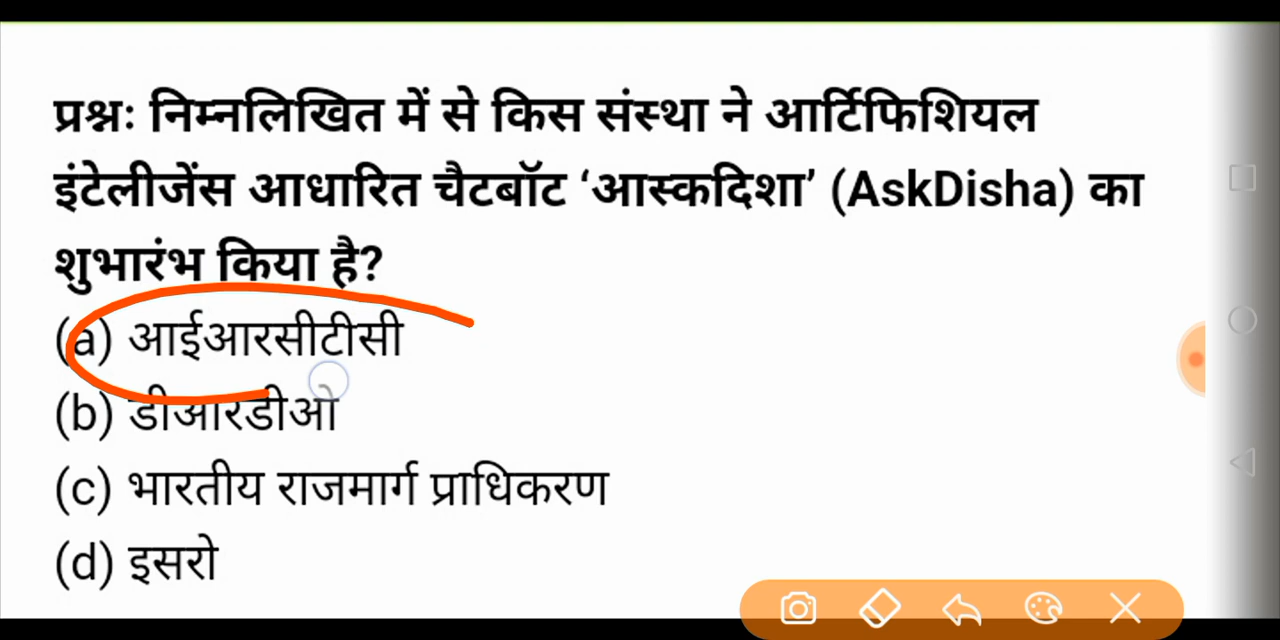 प्रश्नः निम्नलिखित में से किस संस्था ने आर्टिफिशियल
इंटेलीजेंस आधारित चैटबॉट ‘आस्कदिशा’ (AskDisha) का
शुभारंभ किया है?
(a) आईआरसीटीसी
(b) डीआरडीओ
(c) भारतीय राजमार्ग प्राधिकरण
(d) इसरो